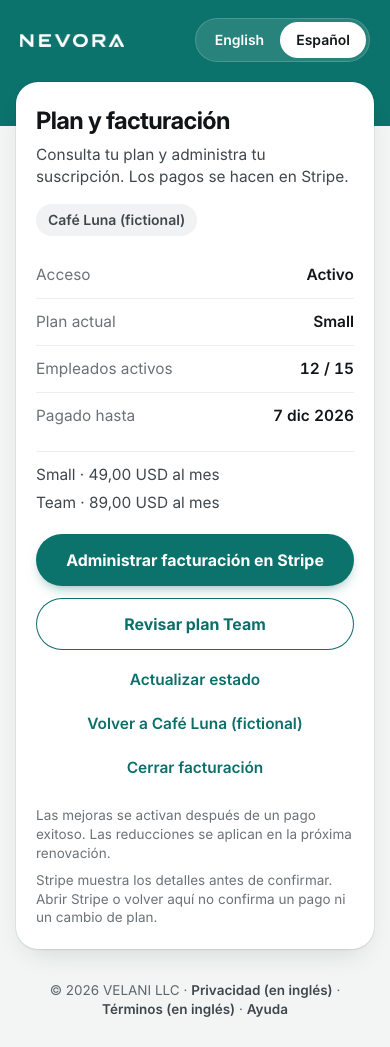 NEVORA
English Español
Plan y facturación
Consulta tu plan y administra tu
suscripción. Los pagos se hacen en Stripe.
Café Luna (fictional)
Acceso Activo
Plan actual Small
Empleados activos 12 / 15
Pagado hasta 7 dic 2026
Small · 49,00 USD al mes
Team · 89,00 USD al mes
Administrar facturación en Stripe
Revisar plan Team
Actualizar estado
Volver a Café Luna (fictional)
Cerrar facturación
Las mejoras se activan después de un pago
exitoso. Las reducciones se aplican en la próxima
renovación.
Stripe muestra los detalles antes de confirmar.
Abrir Stripe o volver aquí no confirma un pago ni
un cambio de plan.
© 2026 VELANI LLC · Privacidad (en inglés) ·
Términos (en inglés) · Ayuda